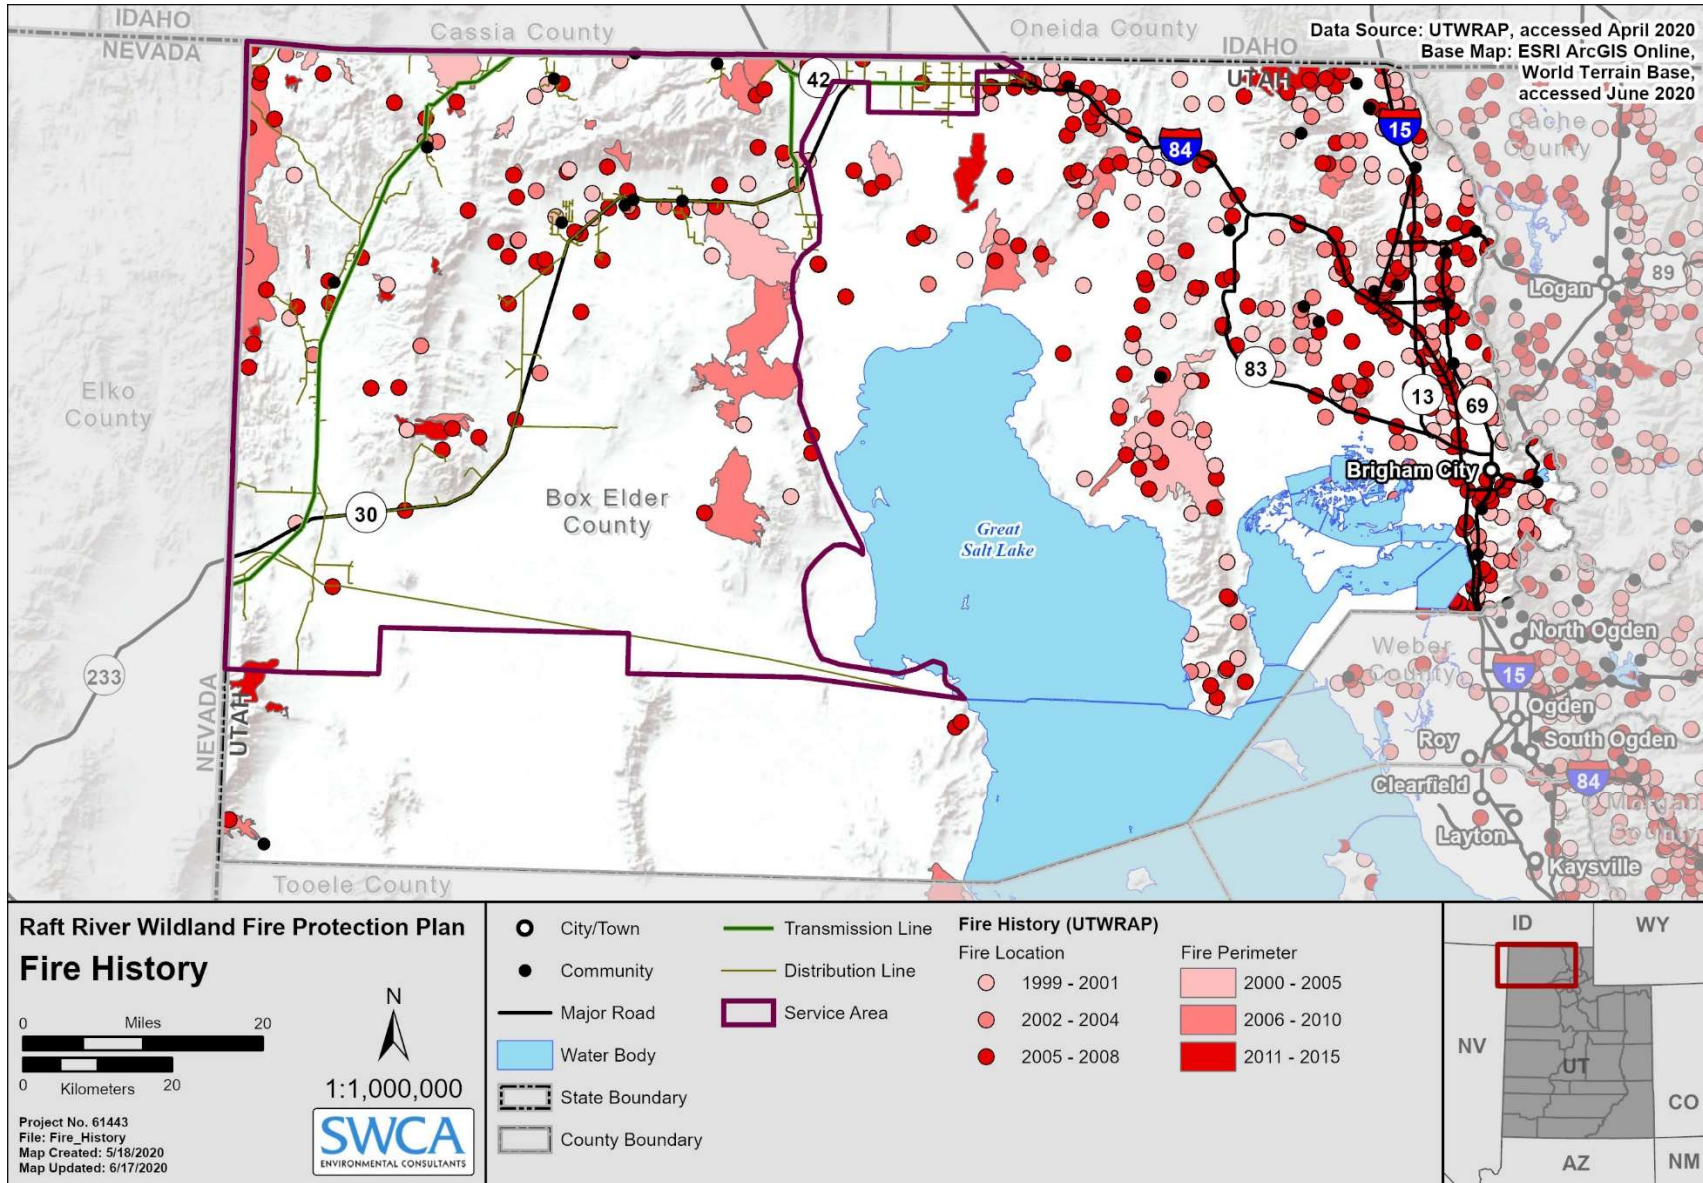 IDAHO
NEVADA
Cassia County
Oneida County
IDAHO
UTAH
Data Source: UTWRAP, accessed April 2020
Base Map: ESRI ArcGIS Online,
World Terrain Base,
accessed June 2020
42
15
84
Cache
County
89
Logan
Elko
County
83
13
69
Brigham City
30
Box Elder
County
Great
Salt Lake
233
NEVADA
UTAH
Weber
County
North Ogden
15
Ogden
Roy
South Ogden
Clearfield
84
Morgan
County
Layton
Kaysville
Tooele County
Raft River Wildland Fire Protection Plan
Fire History
0 Miles 20
0 Kilometers 20
N
1:1,000,000
Project No. 61443
File: Fire_History
Map Created: 5/18/2020
Map Updated: 6/17/2020
SWCA
ENVIRONMENTAL CONSULTANTS
City/Town
Community
Major Road
Water Body
State Boundary
County Boundary
Transmission Line
Distribution Line
Service Area
Fire History (UTWRAP)
Fire Location
1999 - 2001
2002 - 2004
2005 - 2008
Fire Perimeter
2000 - 2005
2006 - 2010
2011 - 2015
ID
WY
NV
UT
CO
AZ
NM